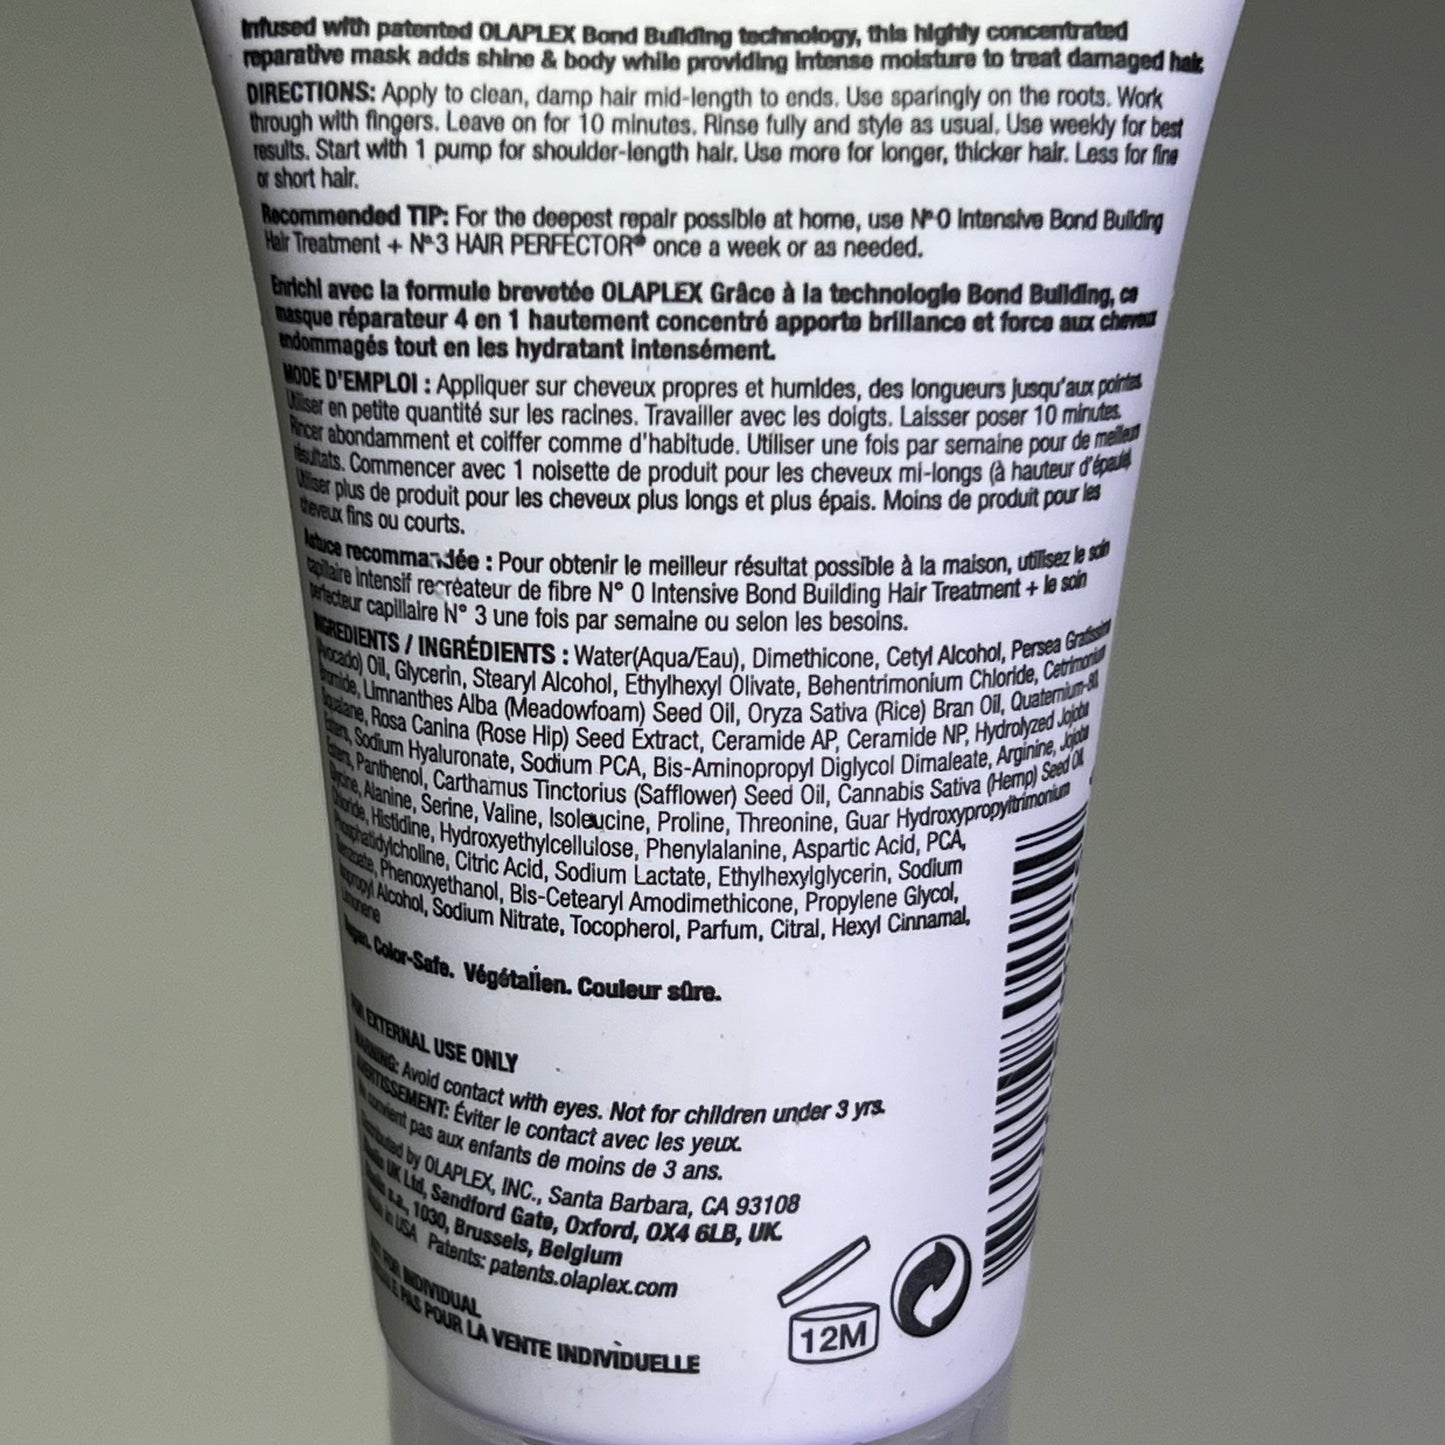 Infused with patented OLAPLEX Bond Building technology, this highly concentrated
reparative mask adds shine & body while providing intense moisture to treat damaged hair.
DIRECTIONS: Apply to clean, damp hair mid-length to ends. Use sparingly on the roots. Work
through with fingers. Leave on for 10 minutes. Rinse fully and style as usual. Use weekly for best
results. Start with 1 pump for shoulder-length hair. Use more for longer, thicker hair. Less for fine
or short hair.
Recommended TIP: For the deepest repair possible at home, use Nº0 Intensive Bond Building
Hair Treatment + Nº3 HAIR PERFECTOR® once a week or as needed.
Enrichi avec la formule brevetée OLAPLEX Grâce à la technologie Bond Building, ce
masque réparateur 4 en 1 hautement concentré apporte brillance et force aux cheveux
endommagés tout en les hydratant intensément.
MODE D'EMPLOI : Appliquer sur cheveux propres et humides, des longueurs jusqu'aux pointes.
Utiliser en petite quantité sur les racines. Travailler avec les doigts. Laisser poser 10 minutes.
Rincer abondamment et coiffer comme d'habitude. Utiliser une fois par semaine pour de meilleurs
résultats. Commencer avec 1 noisette de produit pour les cheveux mi-longs (à hauteur d'épaule).
Utiliser plus de produit pour les cheveux plus longs et plus épais. Moins de produit pour les
cheveux fins ou courts.
Astuce recommandée : Pour obtenir le meilleur résultat possible à la maison, utilisez le soin
capillaire intensif recréateur de fibre N° 0 Intensive Bond Building Hair Treatment + le soin
perfecteur capillaire N° 3 une fois par semaine ou selon les besoins.
INGREDIENTS / INGRÉDIENTS : Water(Aqua/Eau), Dimethicone, Cetyl Alcohol, Persea Gratissima
(Avocado) Oil, Glycerin, Stearyl Alcohol, Ethylhexyl Olivate, Behentrimonium Chloride, Cetrimonium
Bromide, Limnanthes Alba (Meadowfoam) Seed Oil, Oryza Sativa (Rice) Bran Oil, Quaternium-80,
Squalane, Rosa Canina (Rose Hip) Seed Extract, Ceramide AP, Ceramide NP, Hydrolyzed Jojoba
Esters, Sodium Hyaluronate, Sodium PCA, Bis-Aminopropyl Diglycol Dimaleate, Arginine, Jojoba
Esters, Panthenol, Carthamus Tinctorius (Safflower) Seed Oil, Cannabis Sativa (Hemp) Seed Oil,
Glycine, Alanine, Serine, Valine, Isoleucine, Proline, Threonine, Guar Hydroxypropyltrimonium
Chloride, Histidine, Hydroxyethylcellulose, Phenylalanine, Aspartic Acid, PCA,
Phosphatidylcholine, Citric Acid, Sodium Lactate, Ethylhexylglycerin, Sodium
Benzoate, Phenoxyethanol, Bis-Cetearyl Amodimethicone, Propylene Glycol,
Isopropyl Alcohol, Sodium Nitrate, Tocopherol, Parfum, Citral, Hexyl Cinnamal,
Limonene
Vegan. Color-Safe. Végétalien. Couleur sûre.
FOR EXTERNAL USE ONLY
WARNING: Avoid contact with eyes. Not for children under 3 yrs.
AVERTISSEMENT: Éviter le contact avec les yeux.
Ne convient pas aux enfants de moins de 3 ans.
Distributed by OLAPLEX, INC., Santa Barbara, CA 93108
UK Ltd, Sandford Gate, Oxford, OX4 6LB, UK.
s.a., 1030, Brussels, Belgium
Made in USA Patents: patents.olaplex.com
NOT FOR INDIVIDUAL
PAS POUR LA VENTE INDIVIDUELLE
12M